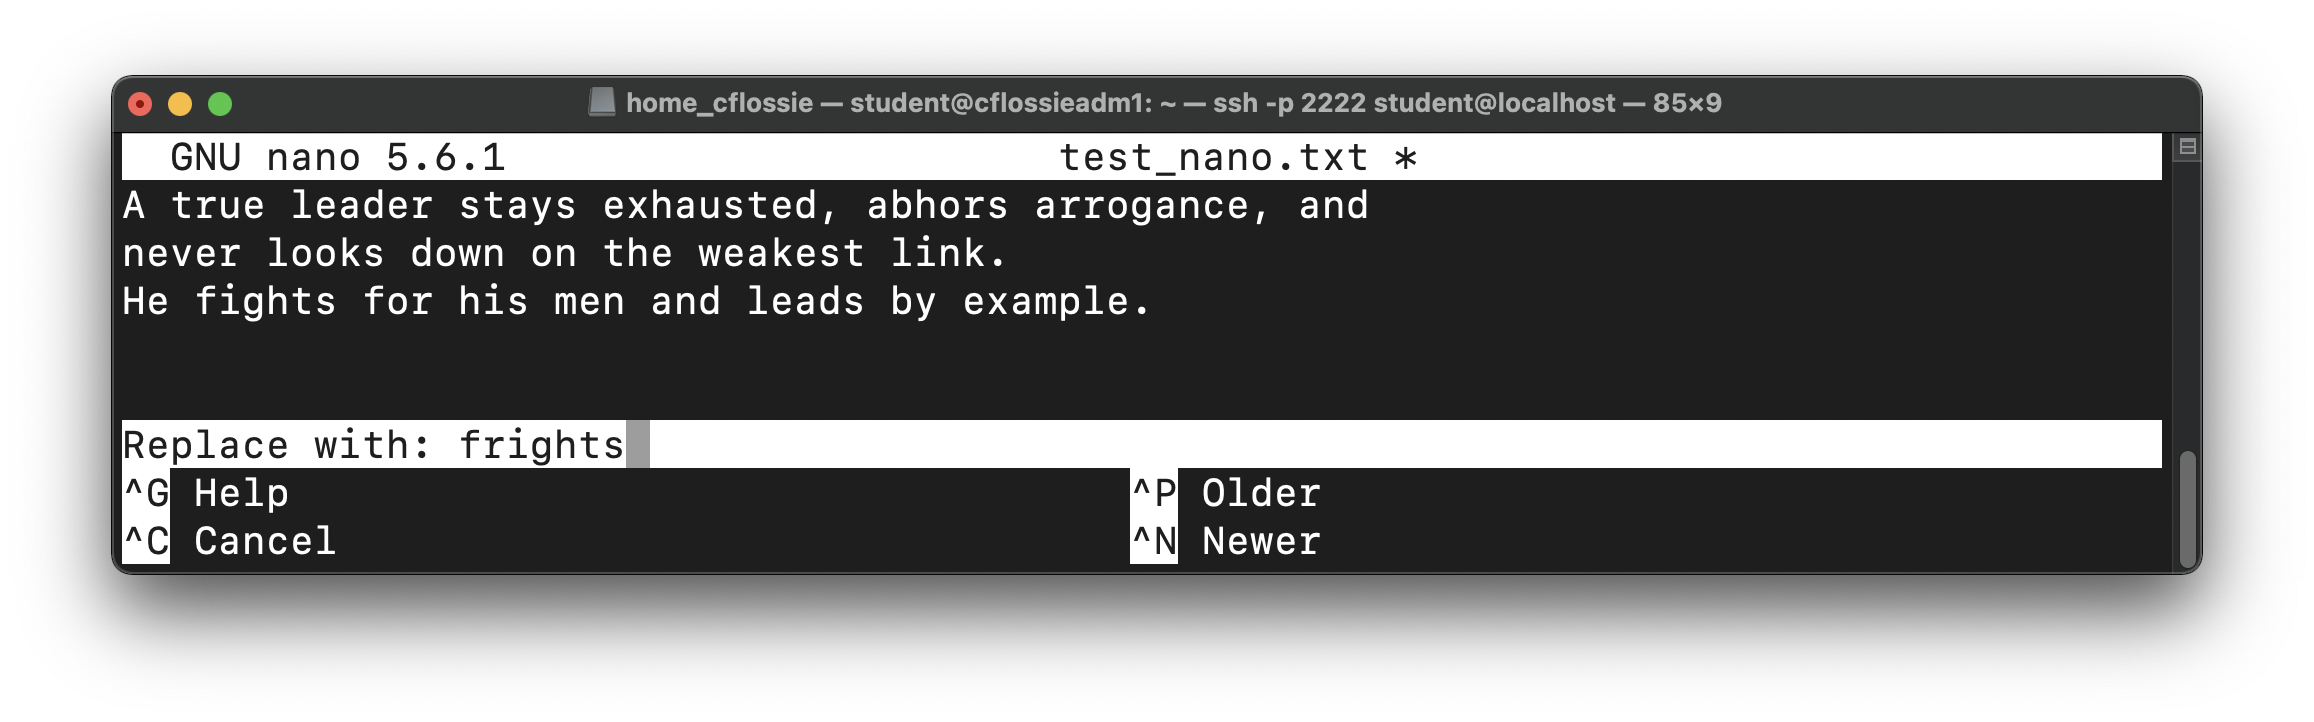 home_cflossie — student@cflossieadm1: ~ — ssh -p 2222 student@localhost — 85×9
GNU nano 5.6.1 test_nano.txt *
A true leader stays exhausted, abhors arrogance, and
never looks down on the weakest link.
He fights for his men and leads by example.
Replace with: frights
^G Help ^P Older
^C Cancel ^N Newer